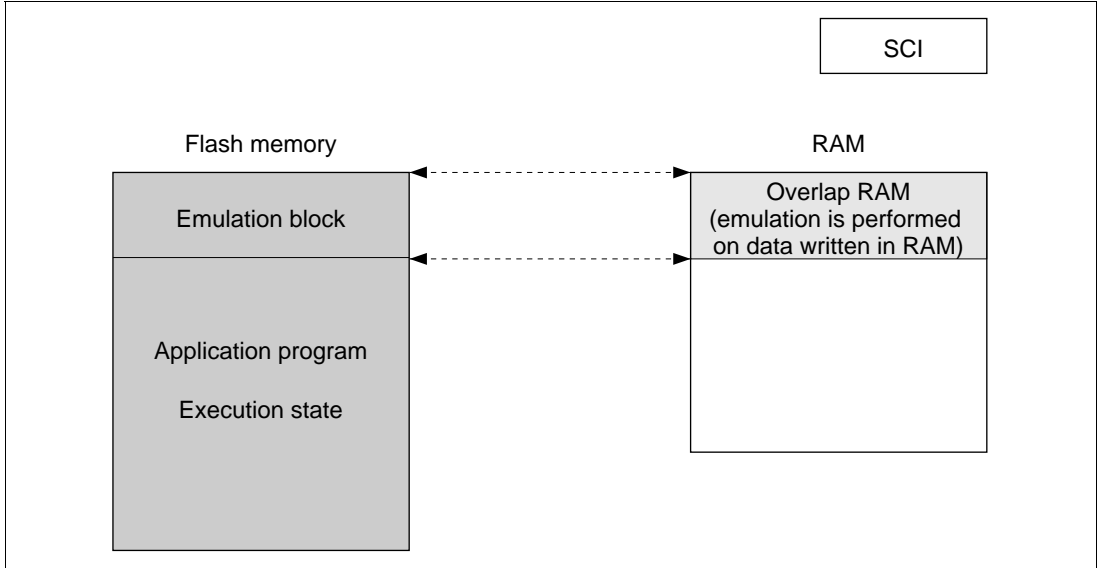 SCI
Flash memory
RAM
Emulation block
Overlap RAM
(emulation is performed
on data written in RAM)
Application program
Execution state